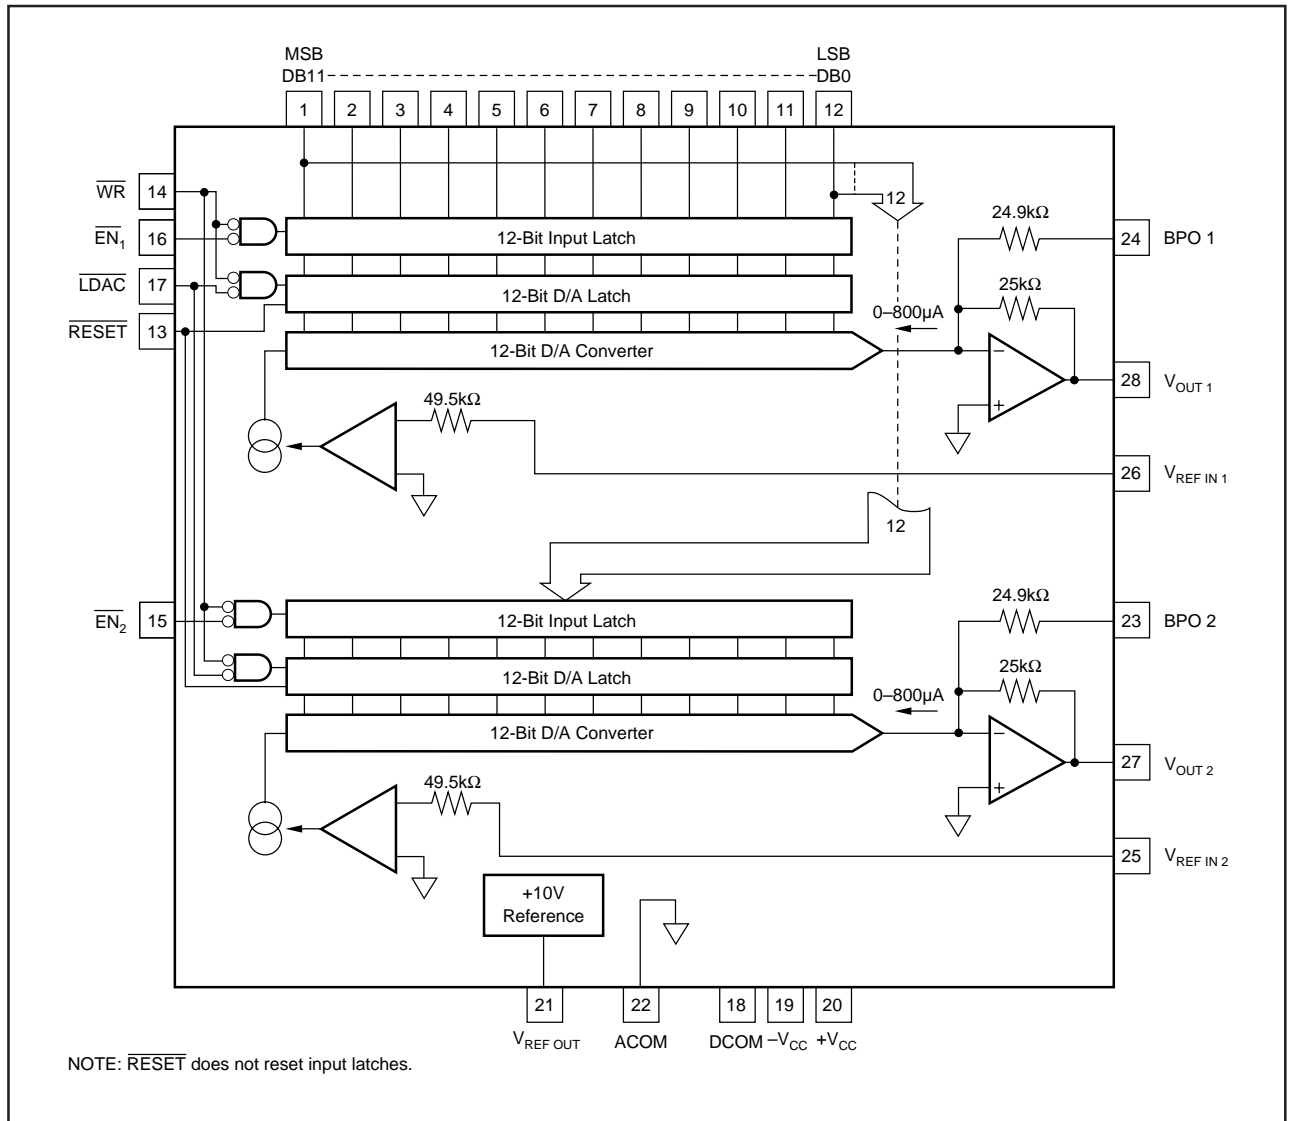 MSB LSB
DB11 DB0
1 2 3 4 5 6 7 8 9 10 11 12
WR 14
12
EN1 16
12-Bit Input Latch
24.9kΩ
24 BPO 1
LDAC 17
12-Bit D/A Latch
25kΩ
RESET 13
0–800µA
12-Bit D/A Converter
–
+
28 VOUT 1
49.5kΩ
26 VREF IN 1
12
EN2 15
12-Bit Input Latch
24.9kΩ
23 BPO 2
12-Bit D/A Latch
25kΩ
0–800µA
12-Bit D/A Converter
–
+
27 VOUT 2
49.5kΩ
25 VREF IN 2
+10V
Reference
21 22 18 19 20
VREF OUT ACOM DCOM –VCC +VCC
NOTE: RESET does not reset input latches.